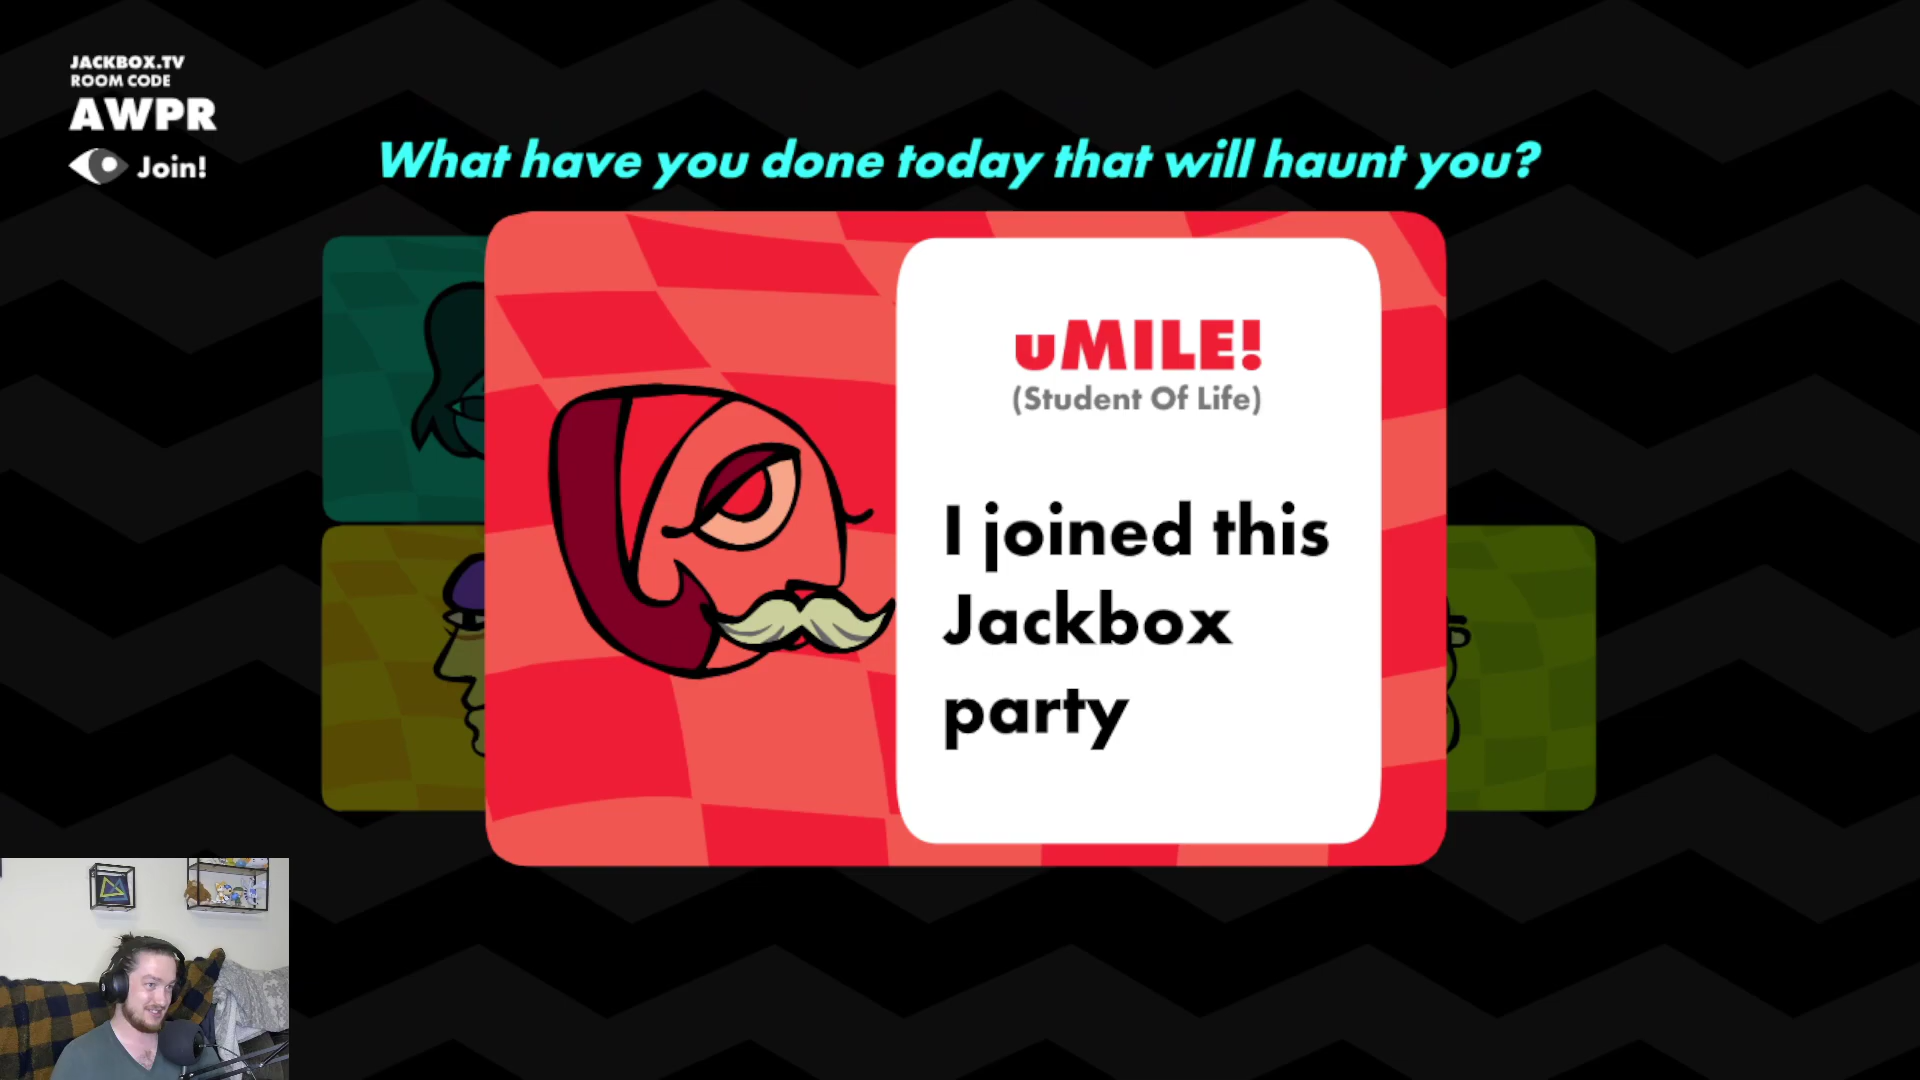 JACKBOX.TV
ROOM CODE
AWPR
Join!
What have you done today that will haunt you?
uMILE!
(Student Of Life)
I joined this
Jackbox
party